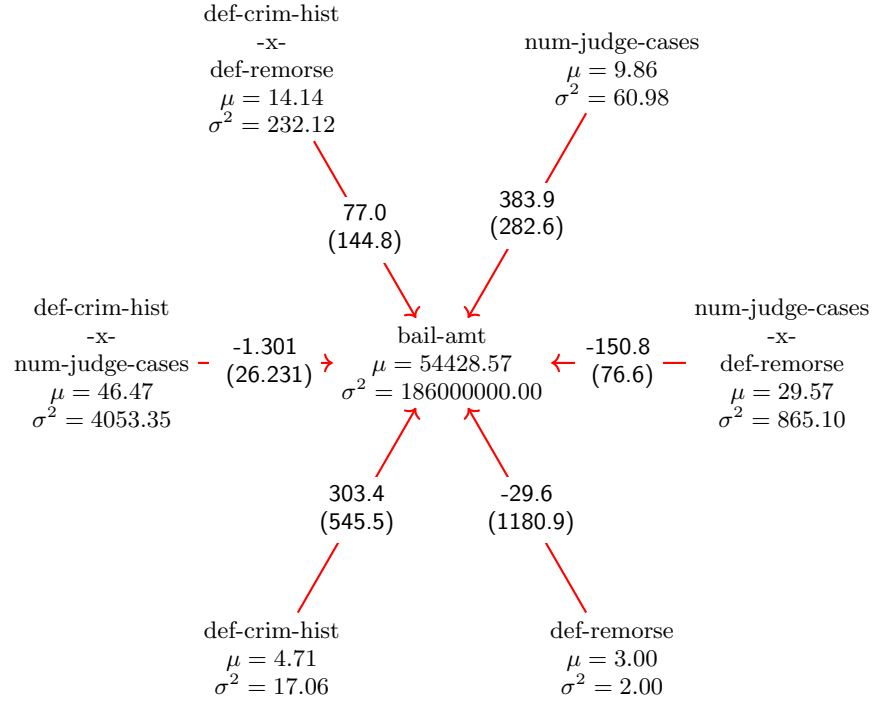 def-crim-hist
-x-
def-remorse
μ = 14.14
σ² = 232.12
num-judge-cases
μ = 9.86
σ² = 60.98
77.0
(144.8)
383.9
(282.6)
def-crim-hist
-x-
num-judge-cases
μ = 46.47
σ² = 4053.35
-1.301
(26.231)
bail-amt
μ = 54428.57
σ² = 186000000.00
-150.8
(76.6)
num-judge-cases
-x-
def-remorse
μ = 29.57
σ² = 865.10
303.4
(545.5)
-29.6
(1180.9)
def-crim-hist
μ = 4.71
σ² = 17.06
def-remorse
μ = 3.00
σ² = 2.00